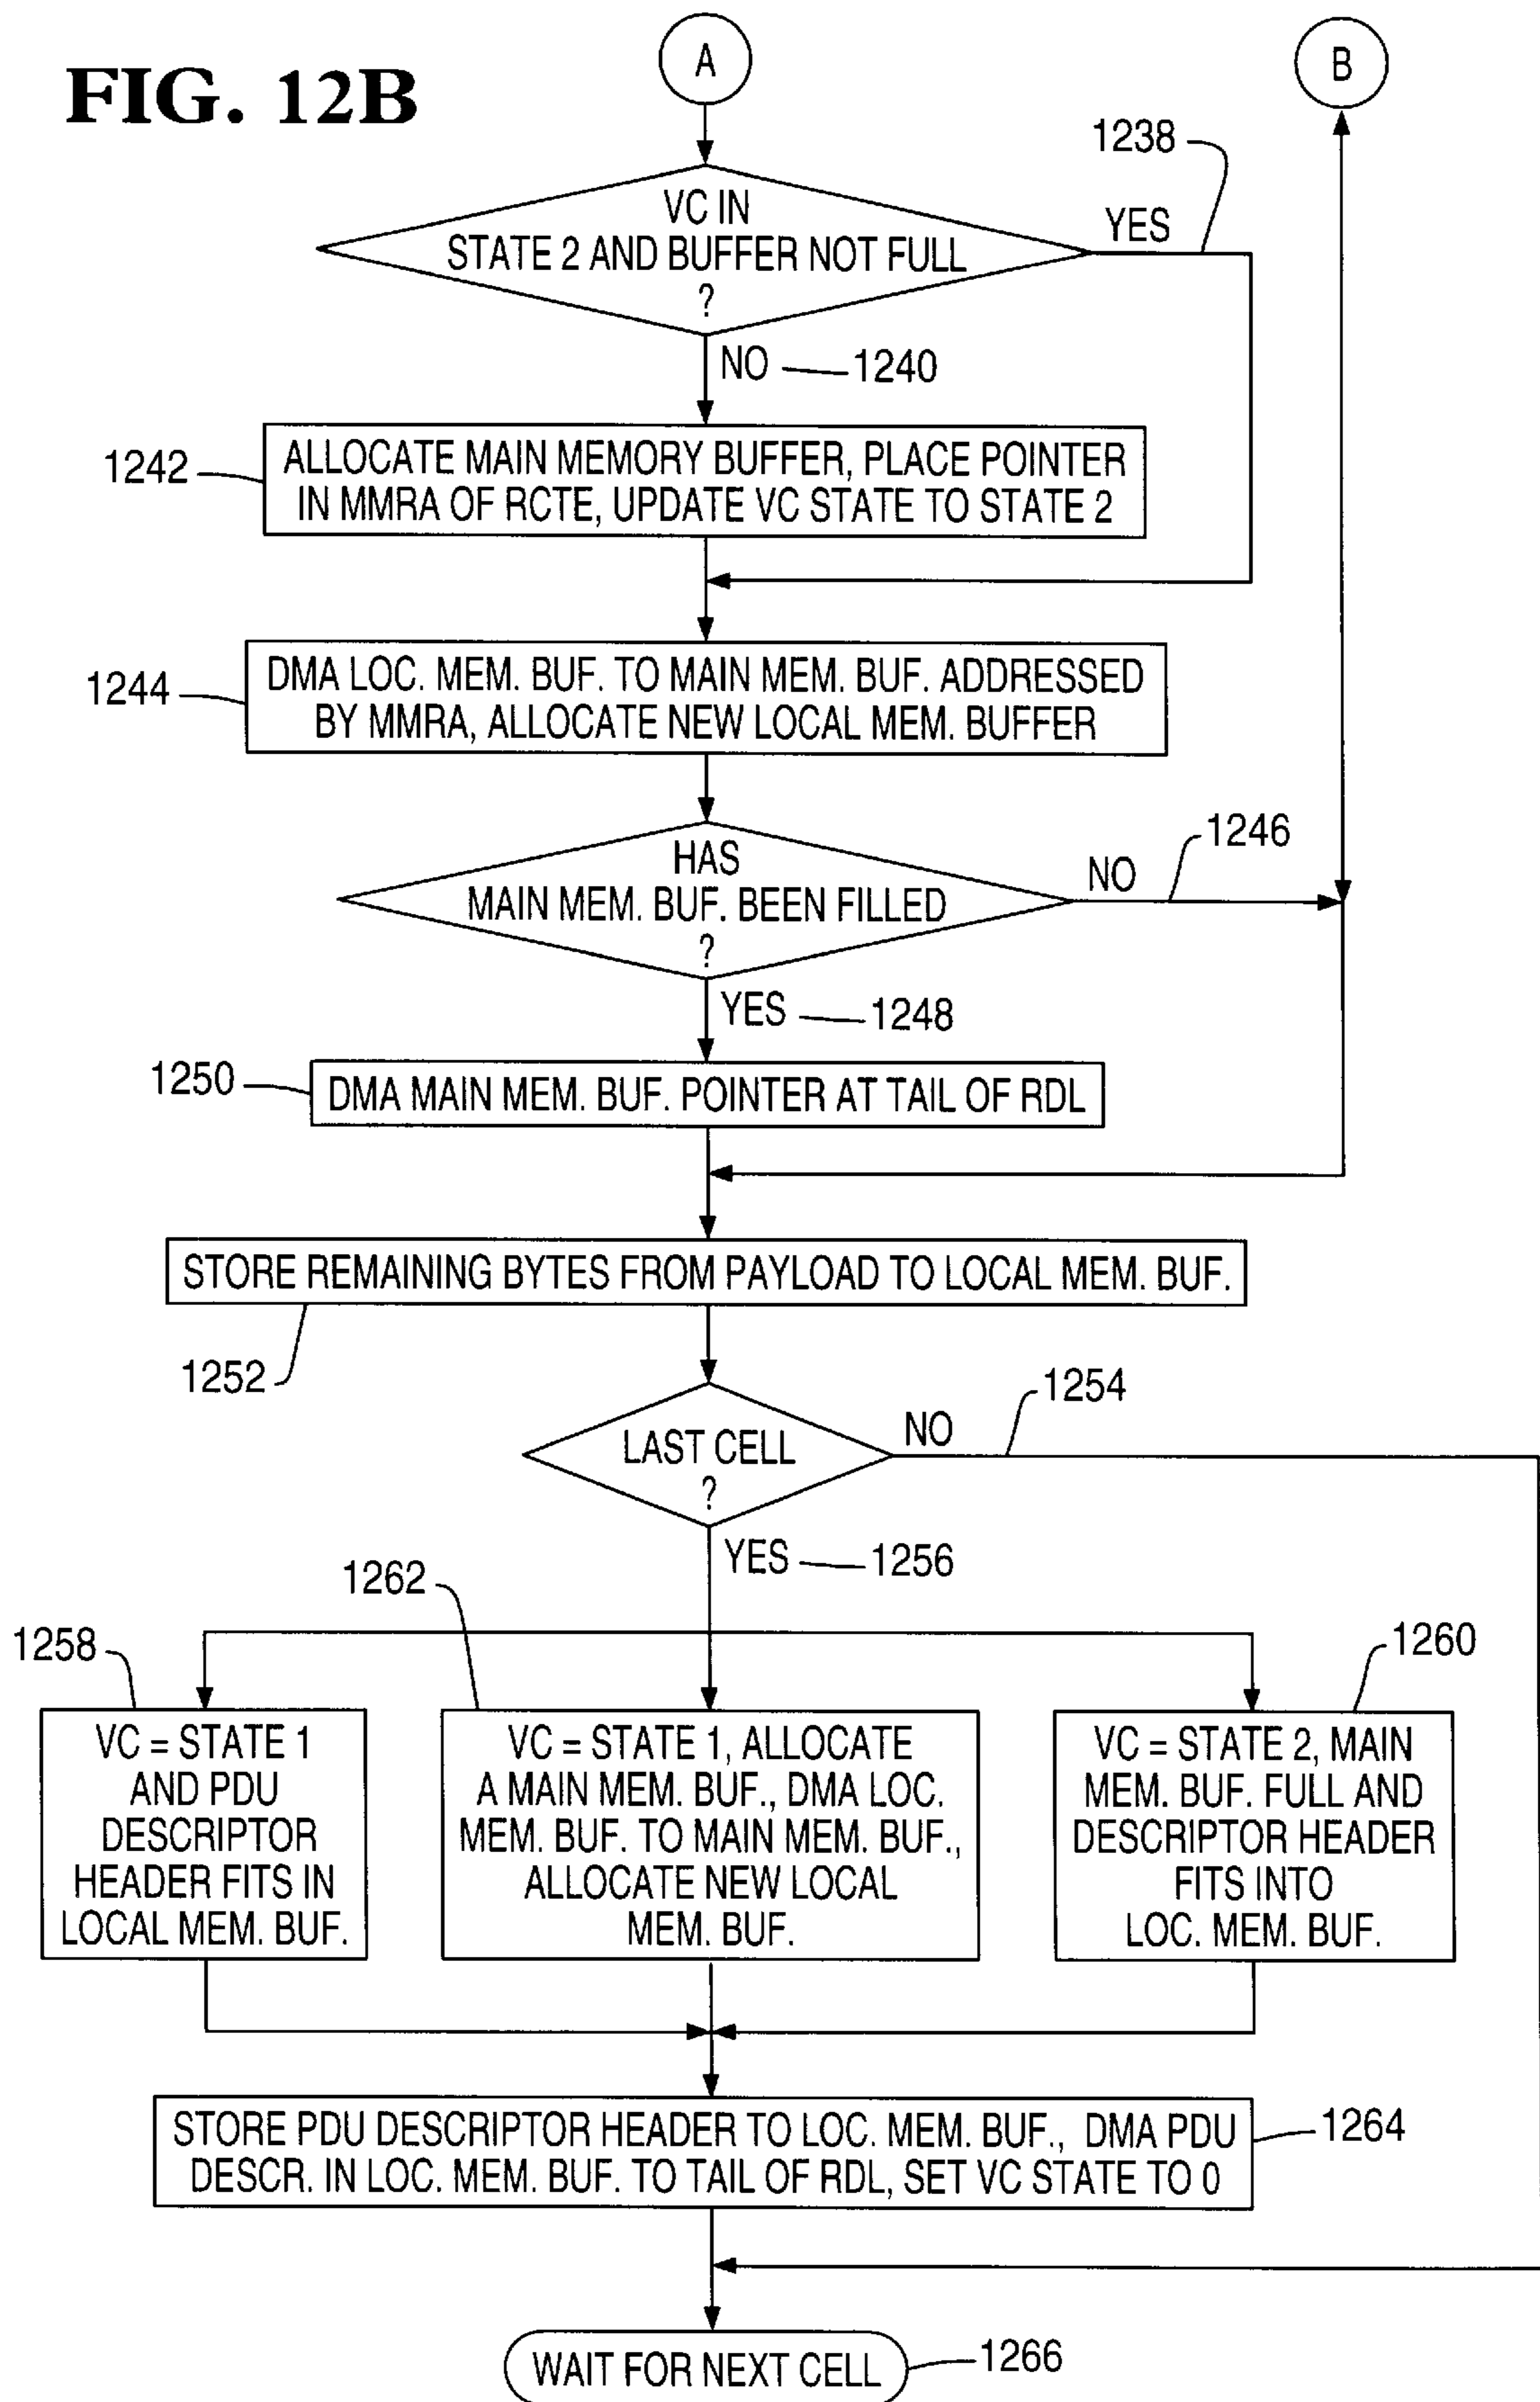 FIG. 12B
A
B
1238
VC IN
STATE 2 AND BUFFER NOT FULL
?
YES
NO
1240
1242
ALLOCATE MAIN MEMORY BUFFER, PLACE POINTER
IN MMRA OF RCTE, UPDATE VC STATE TO STATE 2
1244
DMA LOC. MEM. BUF. TO MAIN MEM. BUF. ADDRESSED
BY MMRA, ALLOCATE NEW LOCAL MEM. BUFFER
1246
HAS
MAIN MEM. BUF. BEEN FILLED
?
NO
YES
1248
1250
DMA MAIN MEM. BUF. POINTER AT TAIL OF RDL
STORE REMAINING BYTES FROM PAYLOAD TO LOCAL MEM. BUF.
1252
1254
LAST CELL
?
NO
YES
1256
1262
1258
1260
VC = STATE 1
AND PDU
DESCRIPTOR
HEADER FITS IN
LOCAL MEM. BUF.
VC = STATE 1, ALLOCATE
A MAIN MEM. BUF., DMA LOC.
MEM. BUF. TO MAIN MEM. BUF.,
ALLOCATE NEW LOCAL
MEM. BUF.
VC = STATE 2, MAIN
MEM. BUF. FULL AND
DESCRIPTOR HEADER
FITS INTO
LOC. MEM. BUF.
STORE PDU DESCRIPTOR HEADER TO LOC. MEM. BUF., DMA PDU
DESCR. IN LOC. MEM. BUF. TO TAIL OF RDL, SET VC STATE TO 0
1264
WAIT FOR NEXT CELL
1266